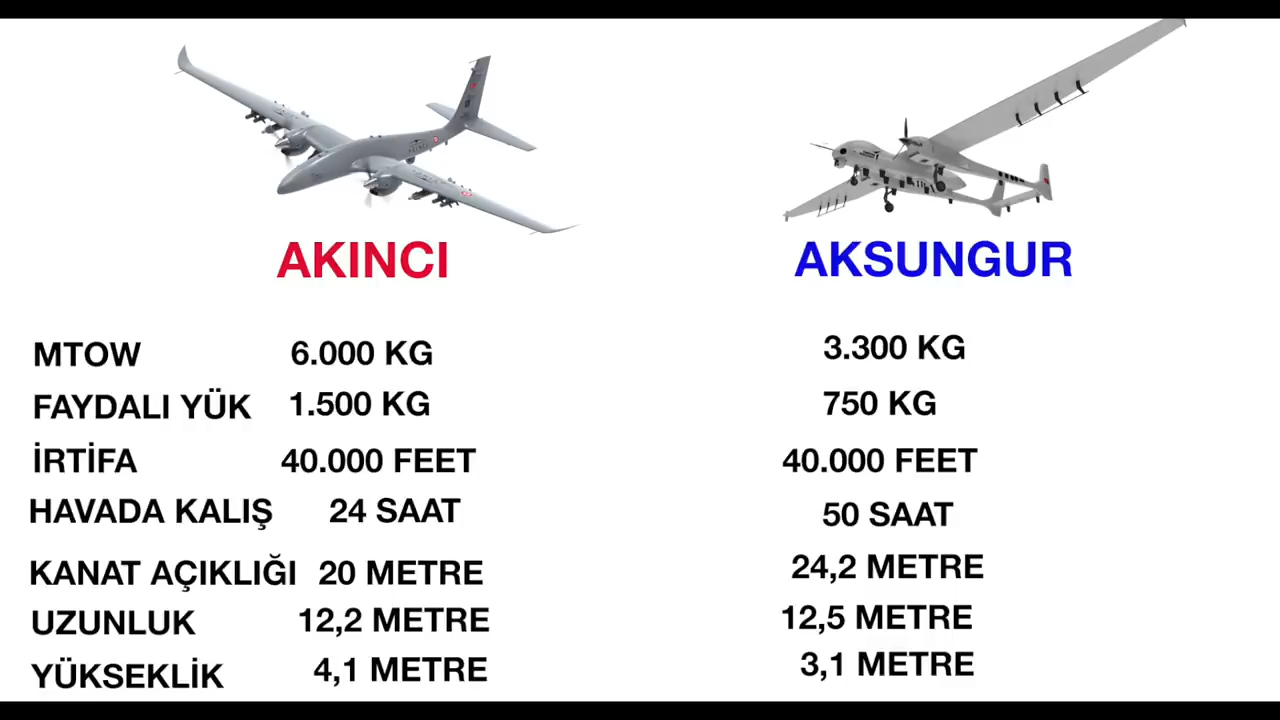 AKINCI AKSUNGUR
MTOW 6.000 KG 3.300 KG
FAYDALI YÜK 1.500 KG 750 KG
İRTİFA 40.000 FEET 40.000 FEET
HAVADA KALIŞ 24 SAAT 50 SAAT
KANAT AÇIKLIĞI 20 METRE 24,2 METRE
UZUNLUK 12,2 METRE 12,5 METRE
YÜKSEKLİK 4,1 METRE 3,1 METRE